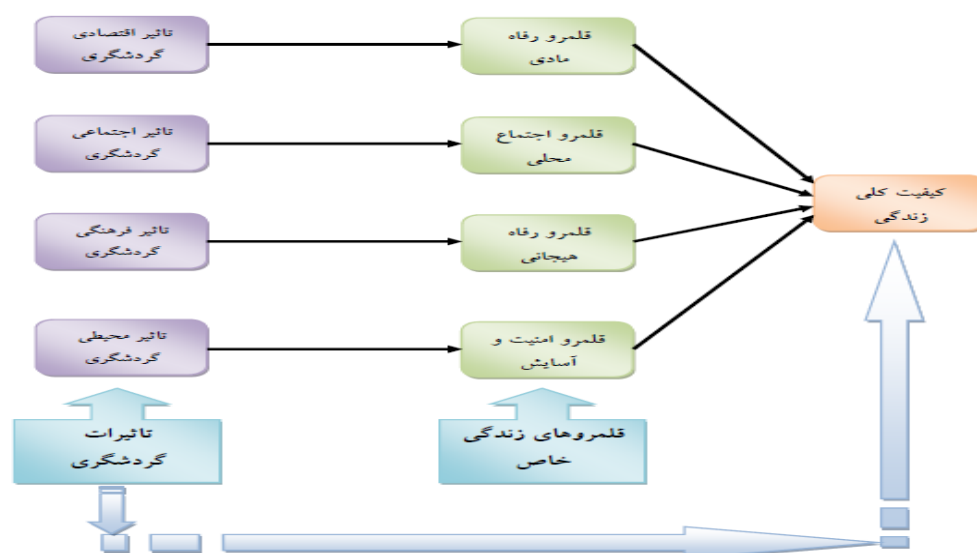 تاثیر اقتصادی
گردشگری
قلمرو رفاه
مادی
تاثیر اجتماعی
گردشگری
قلمرو اجتماع
محلی
کیفیت کلی
زندگی
تاثیر فرهنگی
گردشگری
قلمرو رفاه
هیجانی
تاثیر محیطی
گردشگری
قلمرو امنیت و
آسایش
تاثیرات
گردشگری
قلمروهای زندگی
خاص